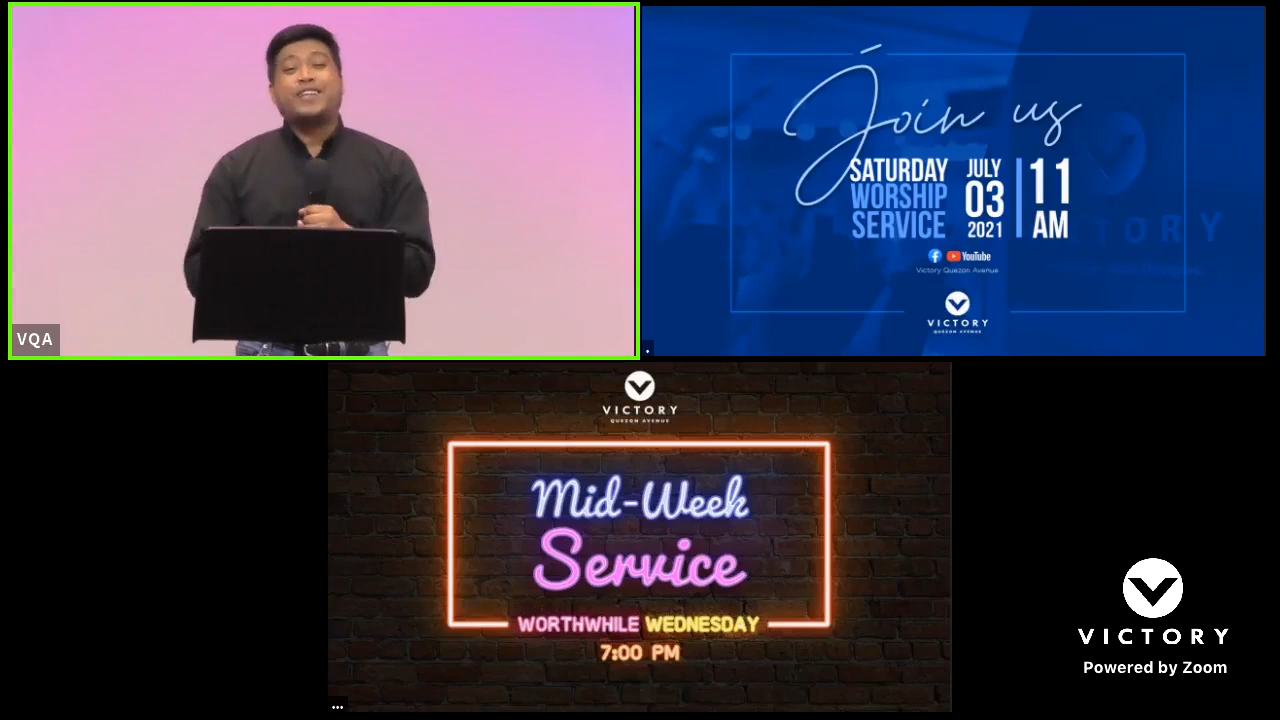 VQA
Join us
SATURDAY
WORSHIP
SERVICE
JULY
03
2021
11
AM
YouTube
Victory Quezon Avenue
VICTORY
QUEZON AVENUE
VICTORY
QUEZON AVENUE
Mid-Week
Service
WORTHWHILE WEDNESDAY
7:00 PM
...
VICTORY
Powered by Zoom